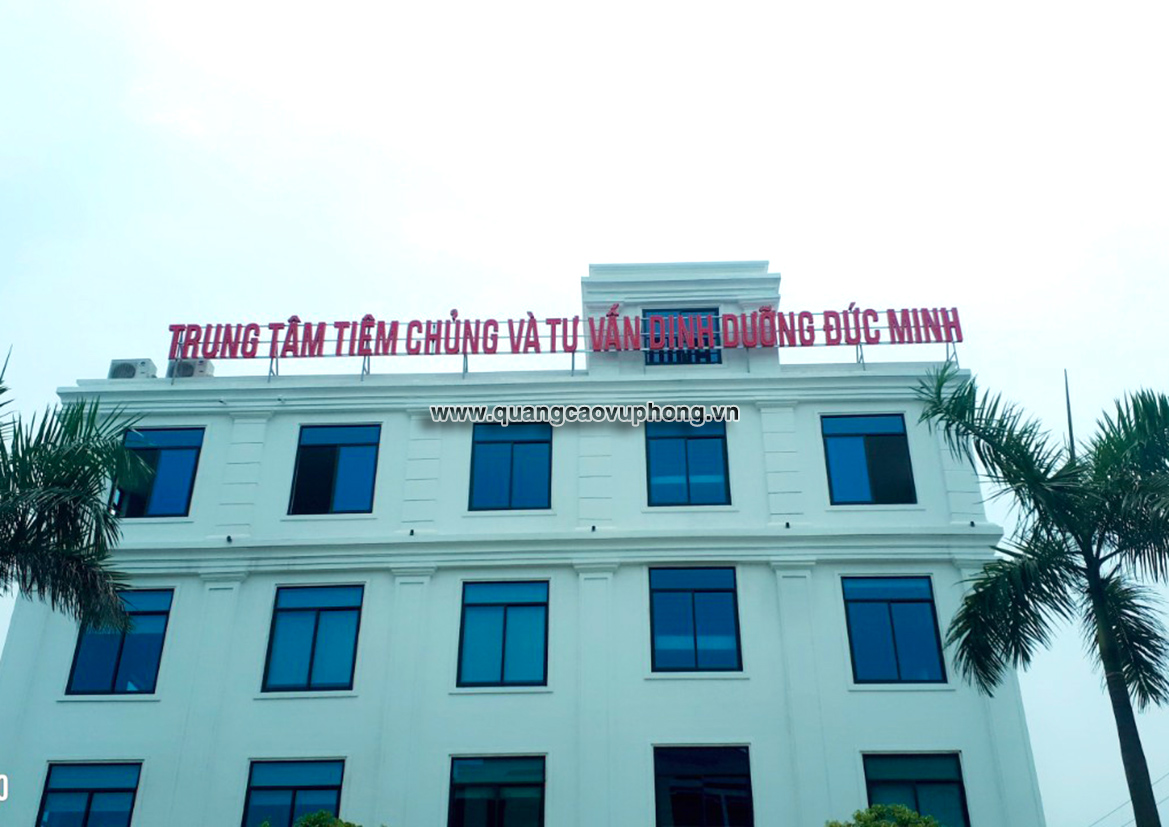 TRUNG TÂM TIÊM CHỦNG VÀ TƯ VẤN DINH DƯỠNG ĐỨC MINH
www.quangcaovuphong.vn